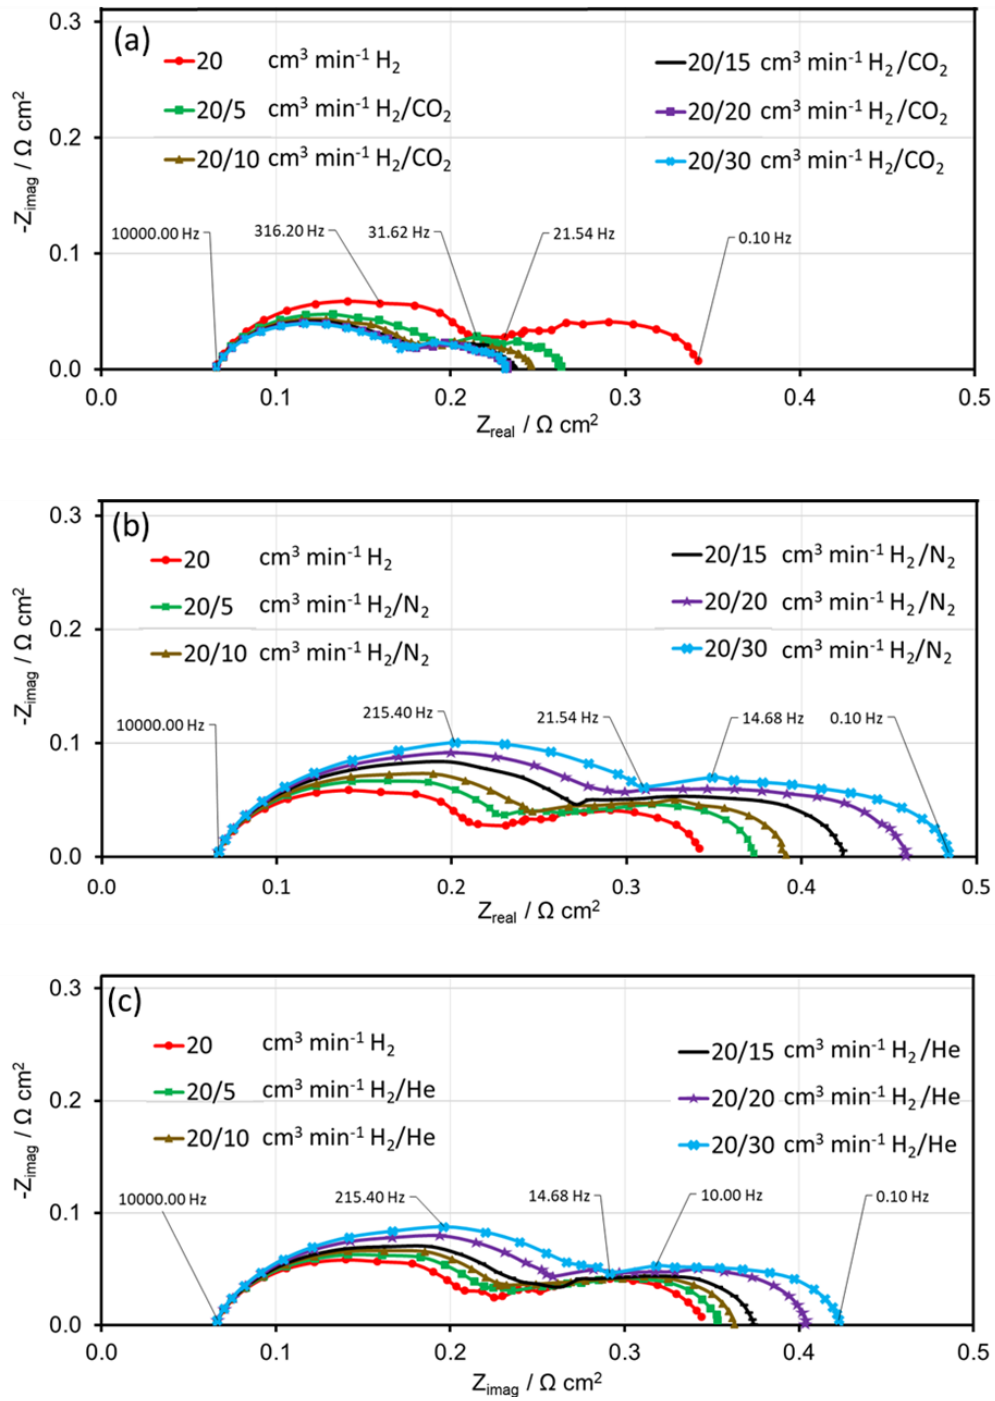 (a)
0.3
0.2
0.1
0.0
-Z_imag / Ω cm²
20 cm³ min⁻¹ H₂
20/5 cm³ min⁻¹ H₂/CO₂
20/10 cm³ min⁻¹ H₂/CO₂
20/15 cm³ min⁻¹ H₂/CO₂
20/20 cm³ min⁻¹ H₂/CO₂
20/30 cm³ min⁻¹ H₂/CO₂
10000.00 Hz
316.20 Hz
31.62 Hz
21.54 Hz
0.10 Hz
0.0 0.1 0.2 0.3 0.4 0.5
Z_real / Ω cm²
(b)
0.3
0.2
0.1
0.0
-Z_imag / Ω cm²
20 cm³ min⁻¹ H₂
20/5 cm³ min⁻¹ H₂/N₂
20/10 cm³ min⁻¹ H₂/N₂
20/15 cm³ min⁻¹ H₂/N₂
20/20 cm³ min⁻¹ H₂/N₂
20/30 cm³ min⁻¹ H₂/N₂
10000.00 Hz
215.40 Hz
21.54 Hz
14.68 Hz
0.10 Hz
0.0 0.1 0.2 0.3 0.4 0.5
Z_real / Ω cm²
(c)
0.3
0.2
0.1
0.0
-Z_imag / Ω cm²
20 cm³ min⁻¹ H₂
20/5 cm³ min⁻¹ H₂/He
20/10 cm³ min⁻¹ H₂/He
20/15 cm³ min⁻¹ H₂/He
20/20 cm³ min⁻¹ H₂/He
20/30 cm³ min⁻¹ H₂/He
10000.00 Hz
215.40 Hz
14.68 Hz
10.00 Hz
0.10 Hz
0.0 0.1 0.2 0.3 0.4 0.5
Z_imag / Ω cm²